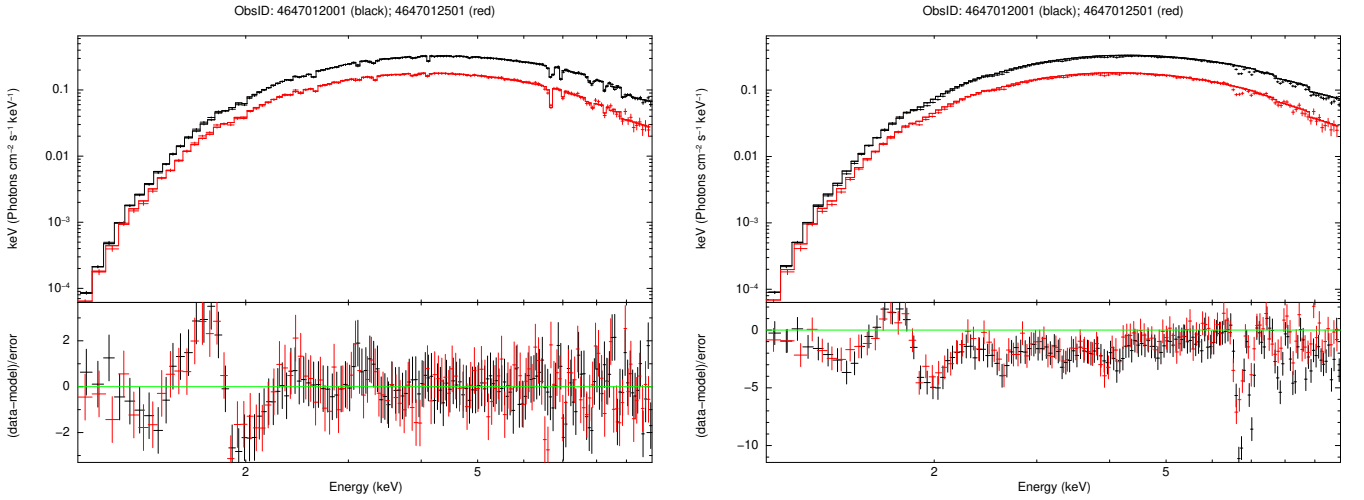 ObsID: 4647012001 (black); 4647012501 (red)
keV (Photons cm⁻² s⁻¹ keV⁻¹)
0.1
0.01
10⁻³
10⁻⁴
(data−model)/error
2
0
−2
2
5
Energy (keV)
ObsID: 4647012001 (black); 4647012501 (red)
keV (Photons cm⁻² s⁻¹ keV⁻¹)
0.1
0.01
10⁻³
10⁻⁴
(data−model)/error
0
−5
−10
2
5
Energy (keV)